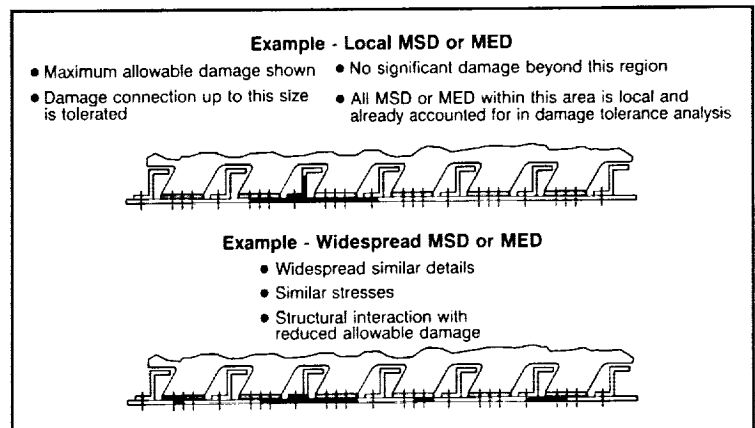 Example - Local MSD or MED
● Maximum allowable damage shown
● Damage connection up to this size
is tolerated
● No significant damage beyond this region
● All MSD or MED within this area is local and
already accounted for in damage tolerance analysis
Example - Widespread MSD or MED
● Widespread similar details
● Similar stresses
● Structural interaction with
reduced allowable damage